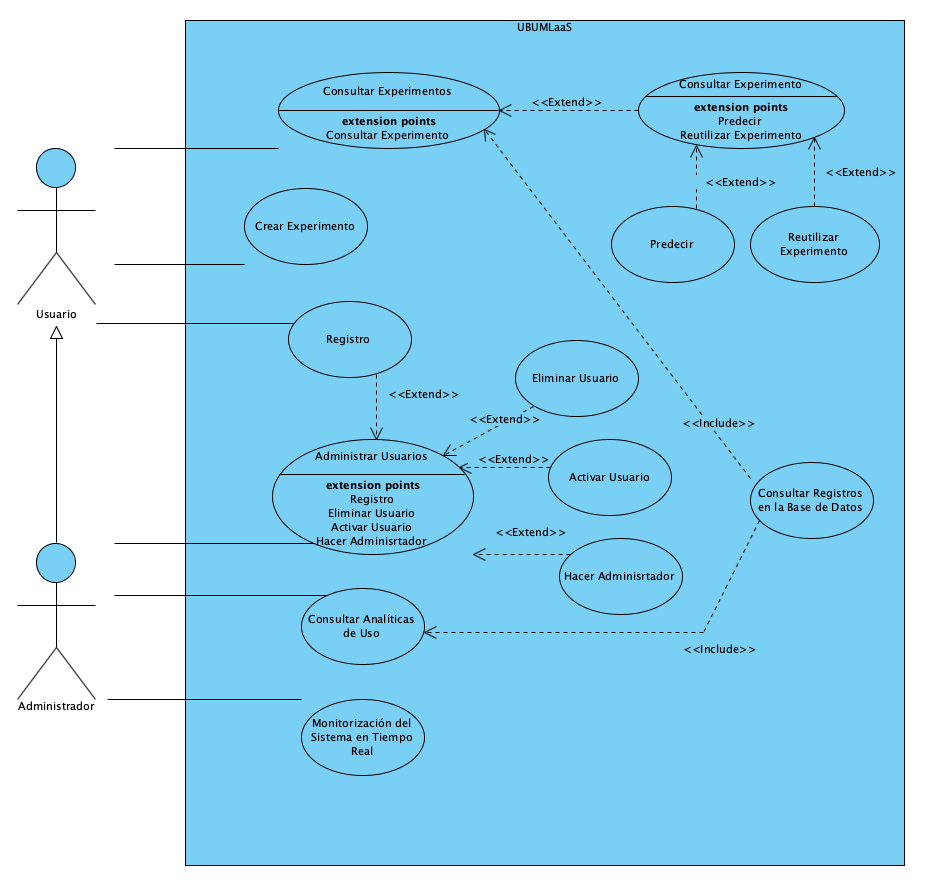 UBUMLaaS
Consultar Experimentos
extension points
Consultar Experimento
<<Extend>>
Consultar Experimento
extension points
Predecir
Reutilizar Experimento
<<Extend>>
<<Extend>>
Predecir
Reutilizar
Experimento
Crear Experimento
Usuario
Registro
<<Extend>>
Eliminar Usuario
<<Extend>>
<<Include>>
Administrar Usuarios
extension points
Registro
Eliminar Usuario
Activar Usuario
Hacer Adminisrtador
<<Extend>>
Activar Usuario
Consultar Registros
en la Base de Datos
<<Extend>>
Hacer Adminisrtador
Consultar Analíticas
de Uso
<<Include>>
Administrador
Monitorización del
Sistema en Tiempo
Real